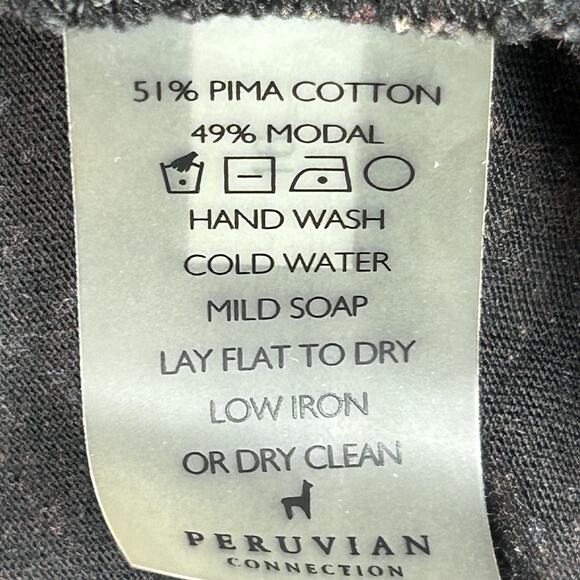 51% PIMA COTTON
49% MODAL
HAND WASH
COLD WATER
MILD SOAP
LAY FLAT TO DRY
LOW IRON
OR DRY CLEAN
PERUVIAN
CONNECTION